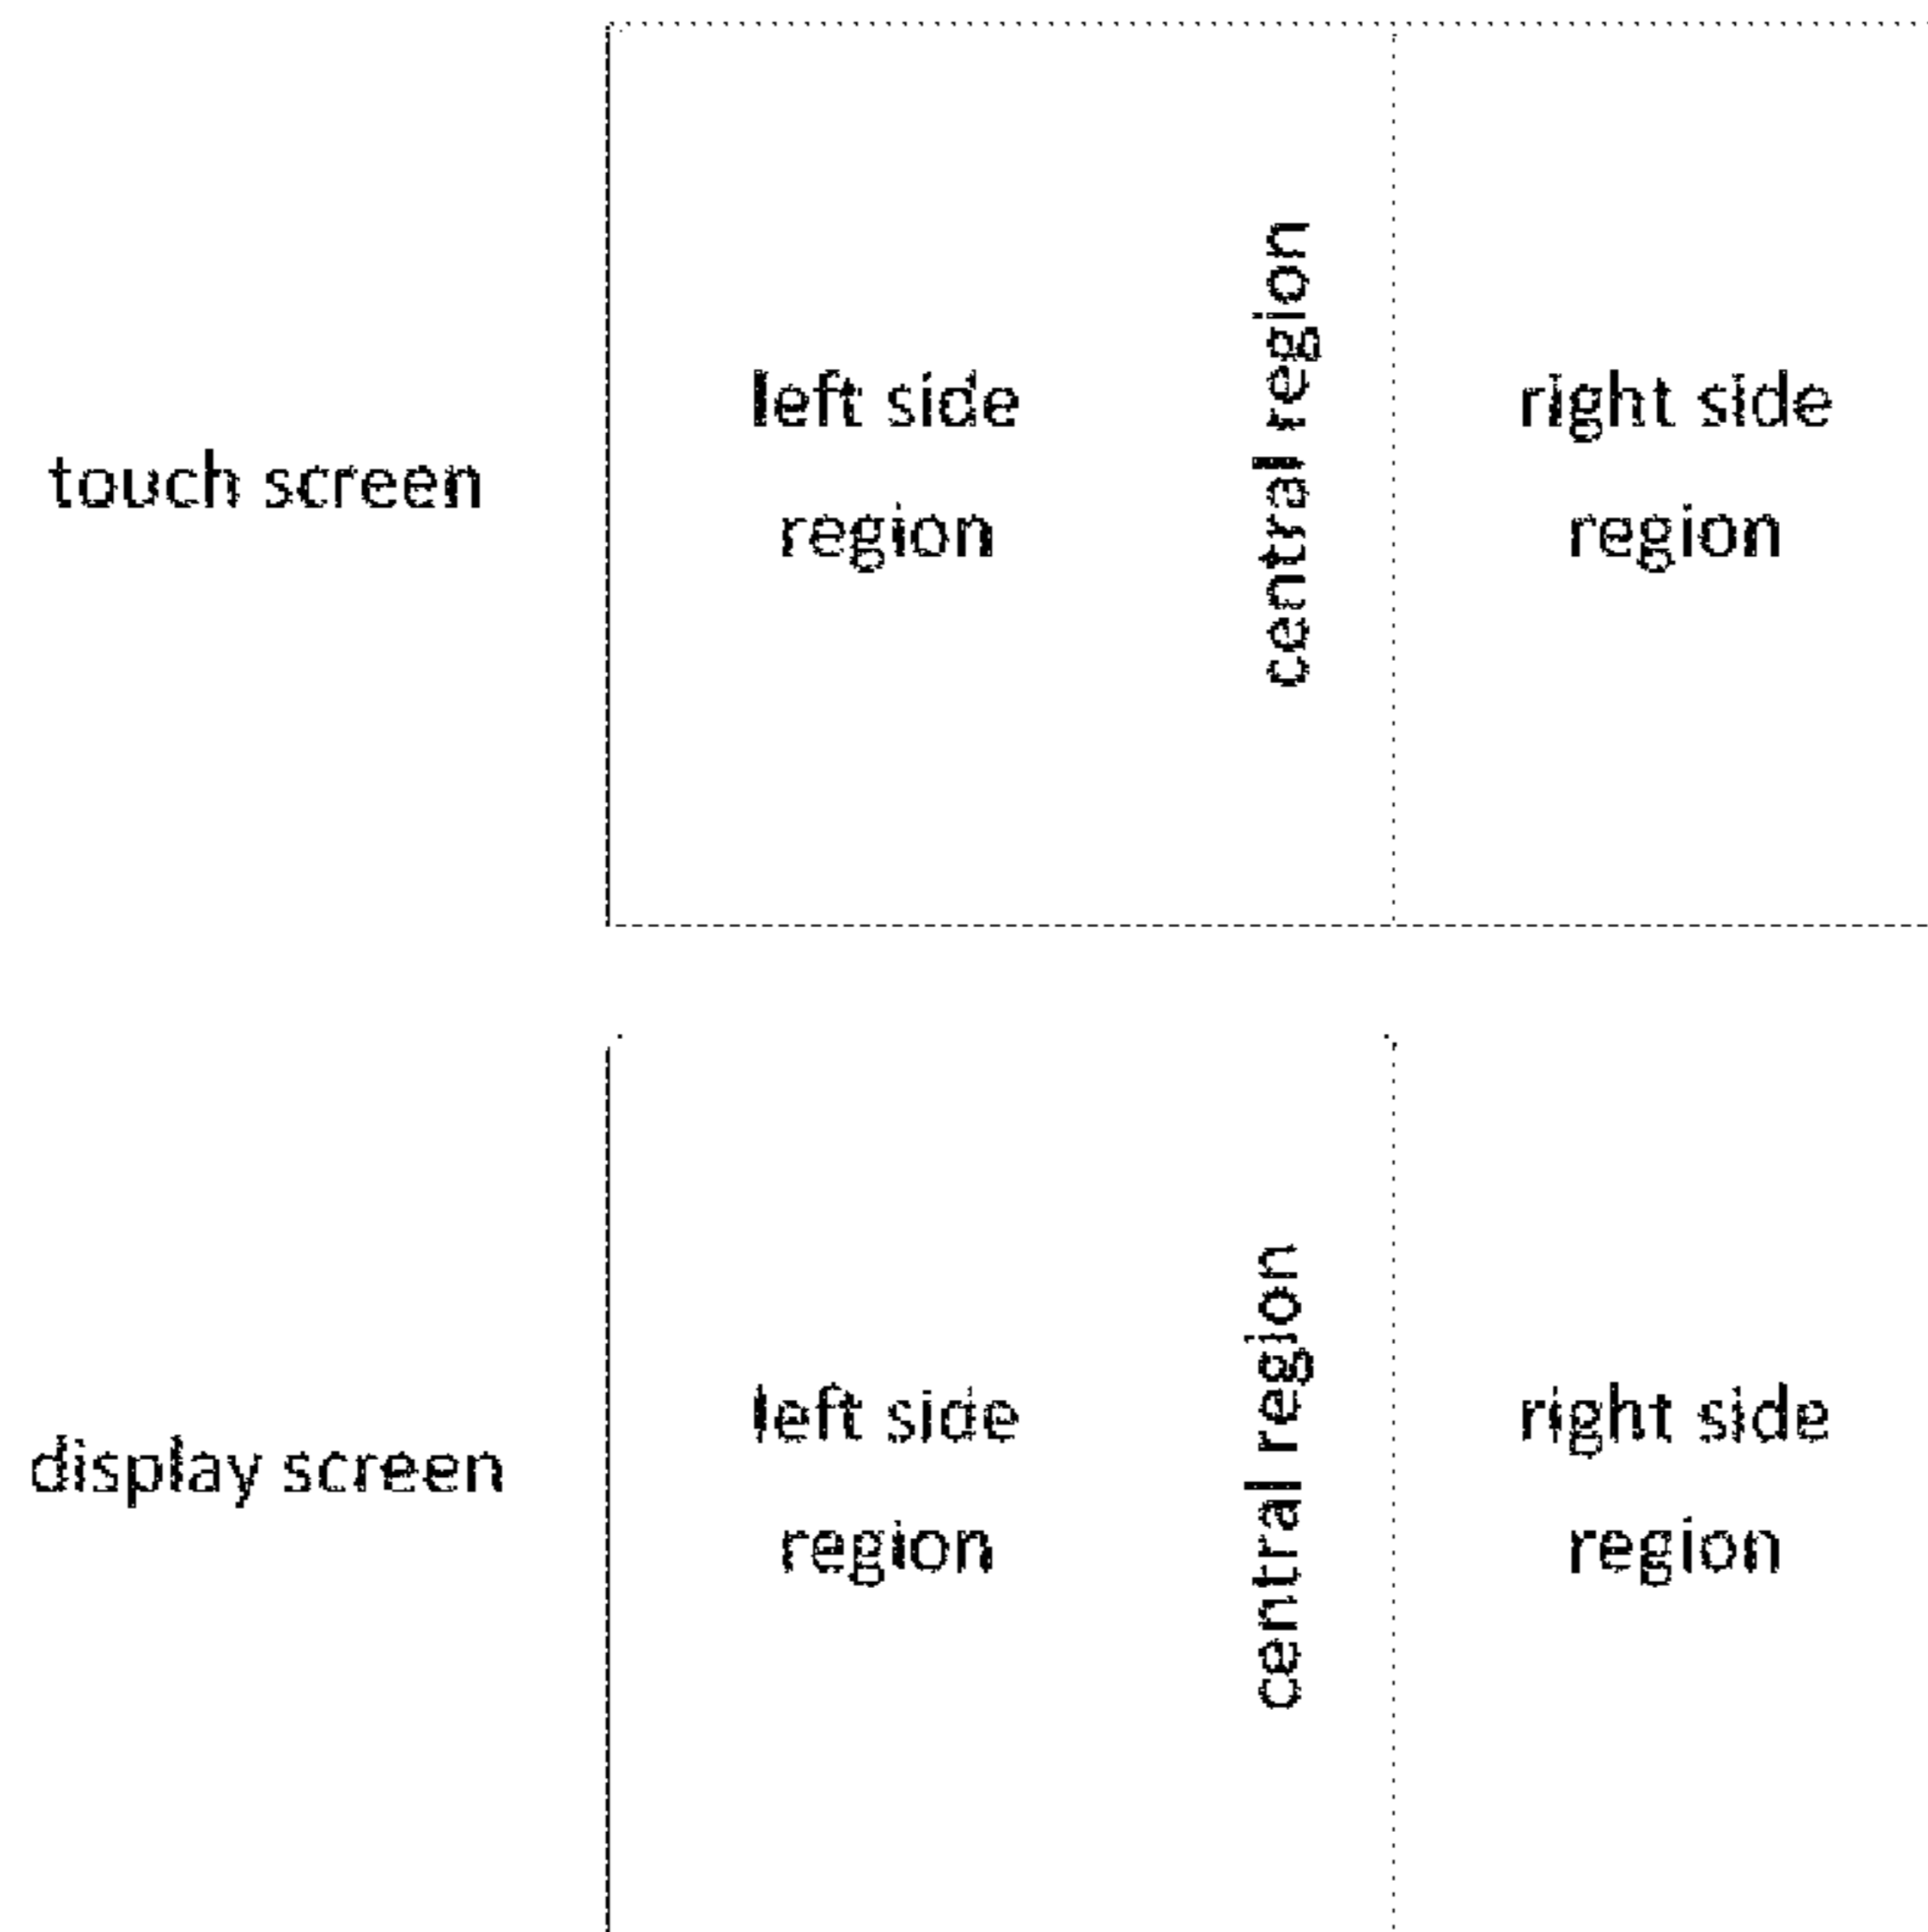 touch screen
left side
region
central region
right side
region
display screen
left side
region
central region
right side
region